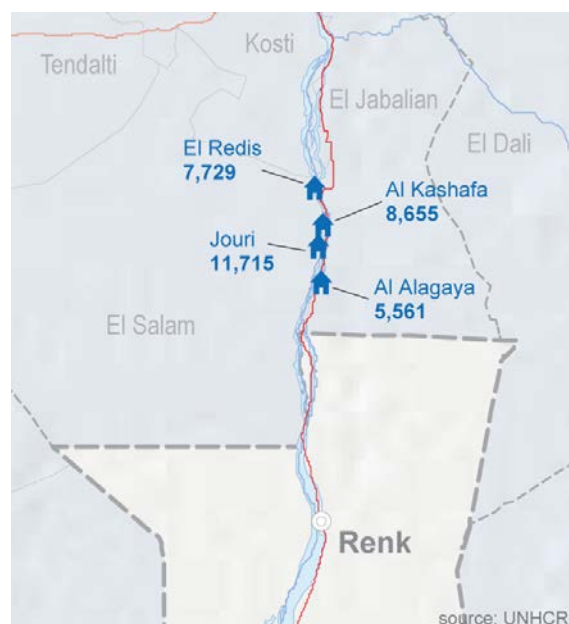 Kosti
Tendalti
El Jabalian
El Dali
El Redis
7,729
Al Kashafa
8,655
Jouri
11,715
Al Alagaya
5,561
El Salam
Renk
source: UNHCR